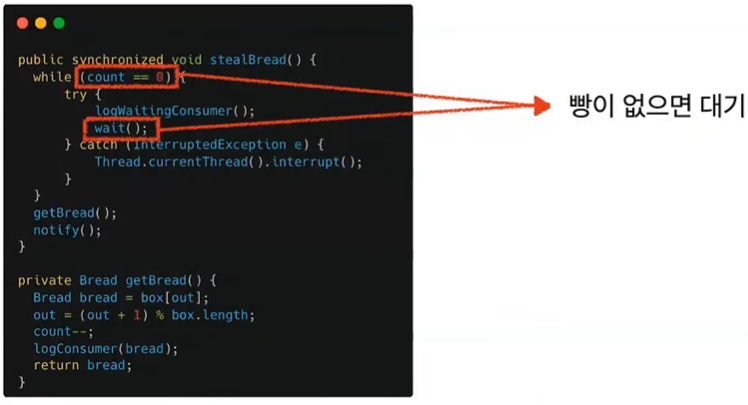 public synchronized void stealBread() {
while (count == 0) {
try {
logWaitingConsumer();
wait();
} catch (InterruptedException e) {
Thread.currentThread().interrupt();
}
}
getBread();
notify();
}
private Bread getBread() {
Bread bread = box[out];
out = (out + 1) % box.length;
count--;
logConsumer(bread);
return bread;
}
빵이 없으면 대기